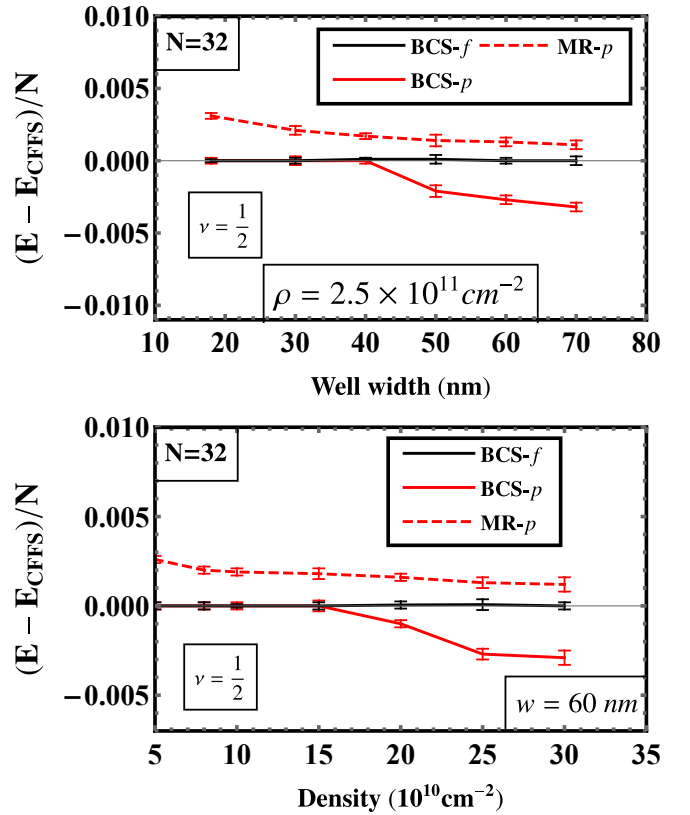 N=32
BCS-f
MR-p
BCS-p
0.010
0.005
0.000
−0.005
−0.010
(E − E_CFFS)/N
ν = 1/2
ρ = 2.5 × 10^11 cm^−2
10 20 30 40 50 60 70 80
Well width (nm)
N=32
BCS-f
BCS-p
MR-p
0.010
0.005
0.000
−0.005
(E − E_CFFS)/N
ν = 1/2
w = 60 nm
5 10 15 20 25 30 35
Density (10^10 cm^−2)